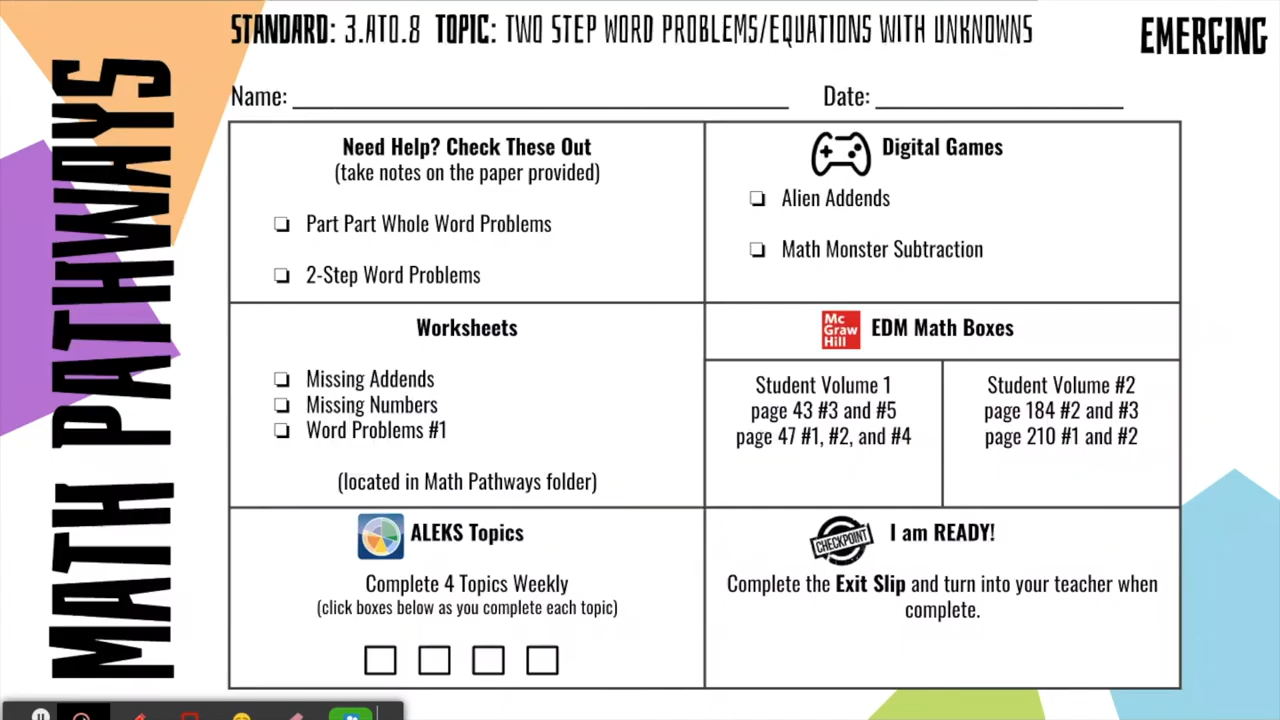 STANDARD: 3.ATO.8 TOPIC: TWO STEP WORD PROBLEMS/EQUATIONS WITH UNKNOWNS
EMERGING
MATH PATHWAYS
Name:
Date:
Need Help? Check These Out
(take notes on the paper provided)
Part Part Whole Word Problems
2-Step Word Problems
Digital Games
Alien Addends
Math Monster Subtraction
Worksheets
Missing Addends
Missing Numbers
Word Problems #1
(located in Math Pathways folder)
Mc
Graw
Hill
EDM Math Boxes
Student Volume 1
page 43 #3 and #5
page 47 #1, #2, and #4
Student Volume #2
page 184 #2 and #3
page 210 #1 and #2
ALEKS Topics
Complete 4 Topics Weekly
(click boxes below as you complete each topic)
CHECKPOINT
I am READY!
Complete the Exit Slip and turn into your teacher when
complete.